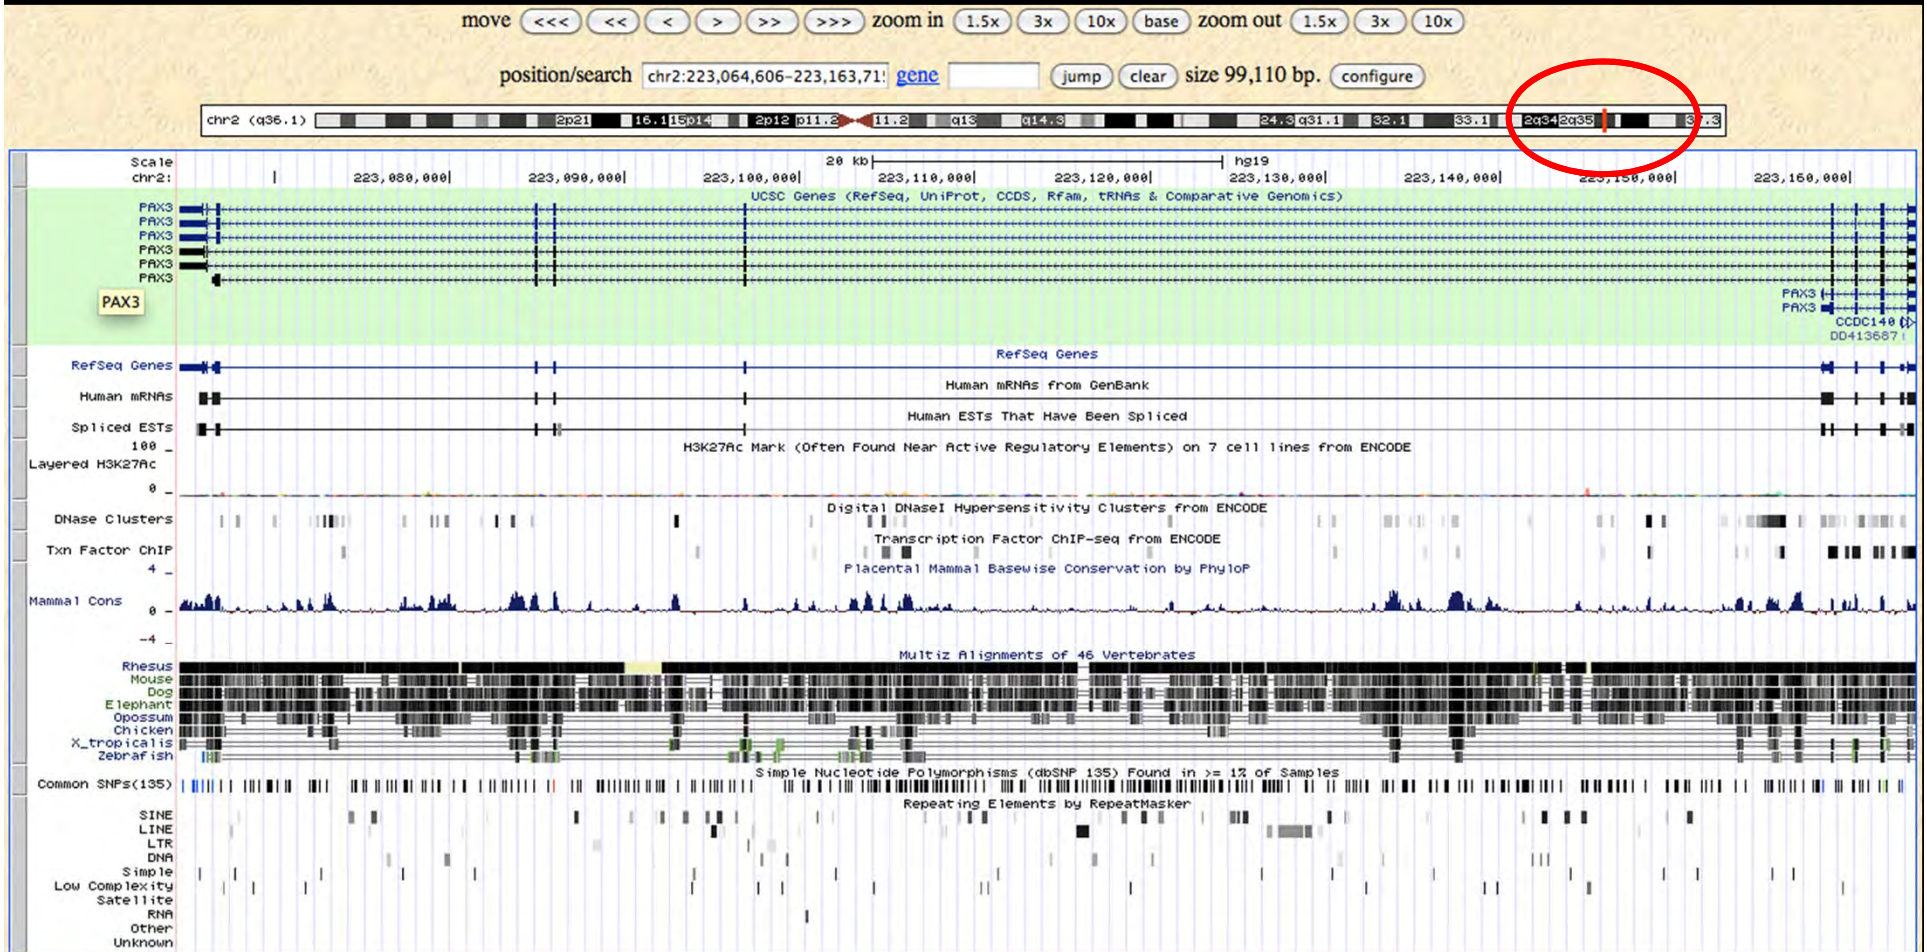 move <<< << < > >> >>> zoom in 1.5x 3x 10x base zoom out 1.5x 3x 10x
position/search chr2:223,064,606-223,163,71 gene jump clear size 99,110 bp. configure
chr2 (q36.1) 2p21 16.1 15 p14 2p12 p11.2 11.2 q13 q14.3 24.3 q31.1 32.1 33.1 2q34 2q35
Scale 20 kb hg19
chr2: 223,080,000 223,090,000 223,100,000 223,110,000 223,120,000 223,130,000 223,140,000 223,150,000 223,160,000
UCSC Genes (RefSeq, UniProt, CCDS, Rfam, tRNAs & Comparative Genomics)
PAX3
PAX3
PAX3
PAX3
PAX3
PAX3
PAX3
PAX3
PAX3
CCDC140
DD413687
RefSeq Genes
RefSeq Genes
Human mRNAs from GenBank
Human mRNAs
Human ESTs That Have Been Spliced
Spliced ESTs
H3K27Ac Mark (Often Found Near Active Regulatory Elements) on 7 cell lines from ENCODE
100
Layered H3K27Ac
0
Digital DNaseI Hypersensitivity Clusters from ENCODE
DNase Clusters
Transcription Factor ChIP-seq from ENCODE
Txn Factor ChIP
Placental Mammal Basewise Conservation by PhyloP
4
Mammal Cons
0
-4
Multiz Alignments of 46 Vertebrates
Rhesus
Mouse
Dog
Elephant
Opossum
Chicken
X_tropicalis
Zebrafish
Simple Nucleotide Polymorphisms (dbSNP 135) Found in >= 1% of Samples
Common SNPs(135)
Repeating Elements by RepeatMasker
SINE
LINE
LTR
DNA
Simple
Low Complexity
Satellite
RNA
Other
Unknown